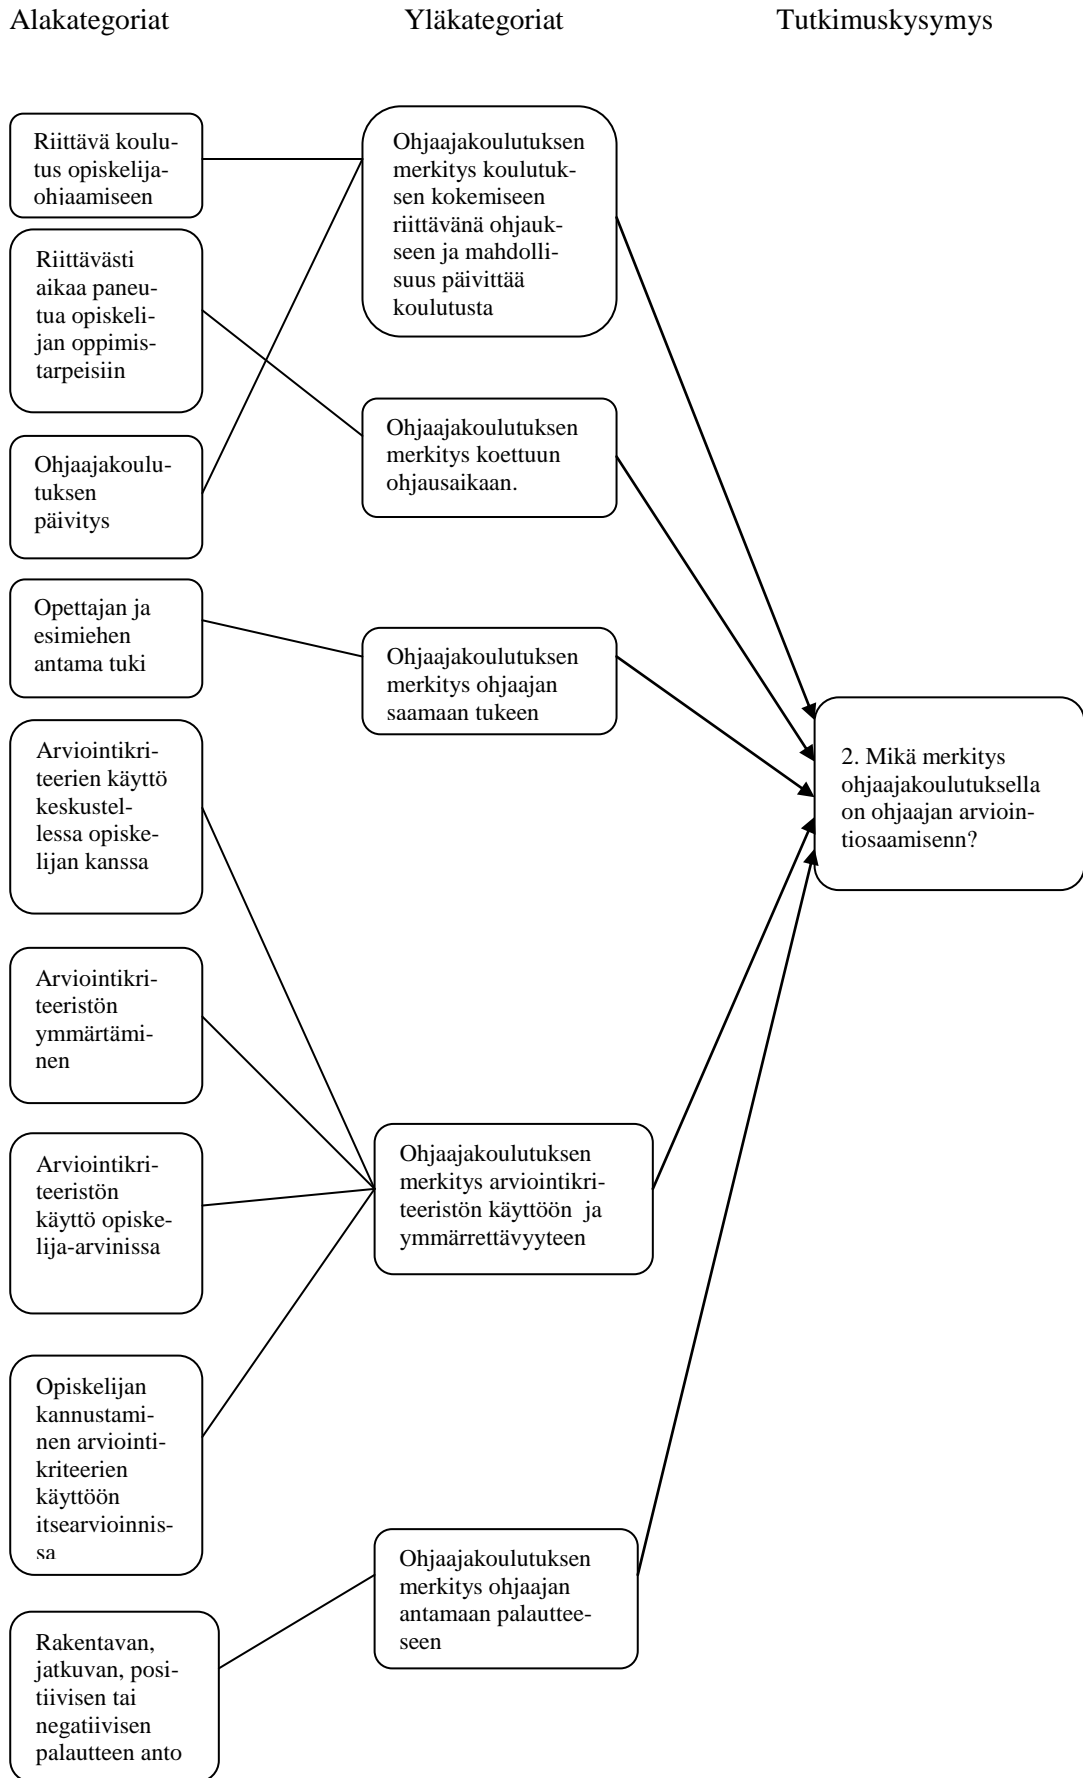 Alakategoriat
Yläkategoriat
Tutkimuskysymys
Riittävä koulu-
tus opiskelija-
ohjaamiseen
Riittävästi
aikaa paneu-
tua opiskeli-
jan oppimis-
tarpeisiin
Ohjaajakoulu-
tuksen
päivitys
Opettajan ja
esimiehen
antama tuki
Arviointikri-
teerien käyttö
keskustel-
lessa opiske-
lijan kanssa
Arviointikri-
teeristön
ymmärtämi-
nen
Arviointikri-
teeristön
käyttö opiske-
lija-arvinissa
Opiskelijan
kannustami-
nen arviointi-
kriteerien
käyttöön
itsearvioinnis-
sa
Rakentavan,
jatkuvan, posi-
tiivisen tai
negatiivisen
palautteen anto
Ohjaajakoulutuksen
merkitys koulutuk-
sen kokemiseen
riittävänä ohjauk-
seen ja mahdolli-
suus päivittää
koulutusta
Ohjaajakoulutuksen
merkitys koettuun
ohjausaikaan.
Ohjaajakoulutuksen
merkitys ohjaajan
saamaan tukeen
Ohjaajakoulutuksen
merkitys arviointikri-
teeristön käyttöön  ja
ymmärrettävyyteen
Ohjaajakoulutuksen
merkitys ohjaajan
antamaan palauttee-
seen
2. Mikä merkitys
ohjaajakoulutuksella
on ohjaajan arvioin-
tiosaamisenn?